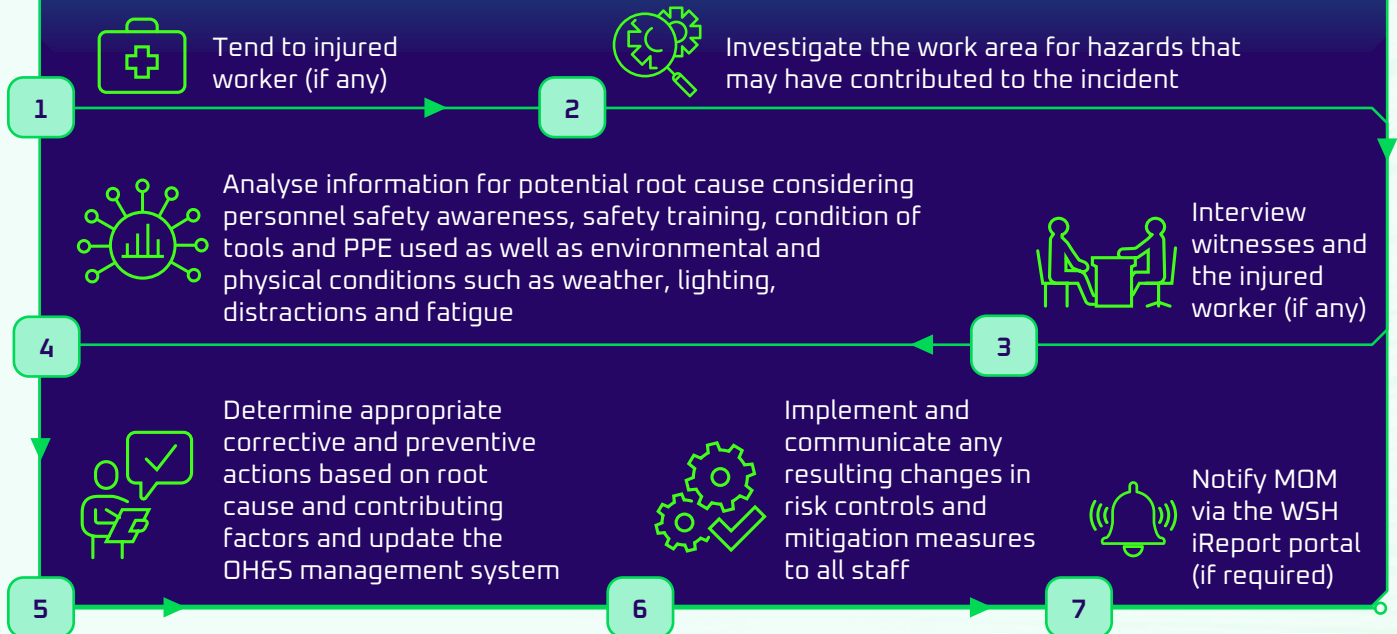 1
Tend to injured
worker (if any)
2
Investigate the work area for hazards that
may have contributed to the incident
3
Interview
witnesses and
the injured
worker (if any)
4
Analyse information for potential root cause considering
personnel safety awareness, safety training, condition of
tools and PPE used as well as environmental and
physical conditions such as weather, lighting,
distractions and fatigue
5
Determine appropriate
corrective and preventive
actions based on root
cause and contributing
factors and update the
OH&S management system
6
Implement and
communicate any
resulting changes in
risk controls and
mitigation measures
to all staff
7
Notify MOM
via the WSH
iReport portal
(if required)